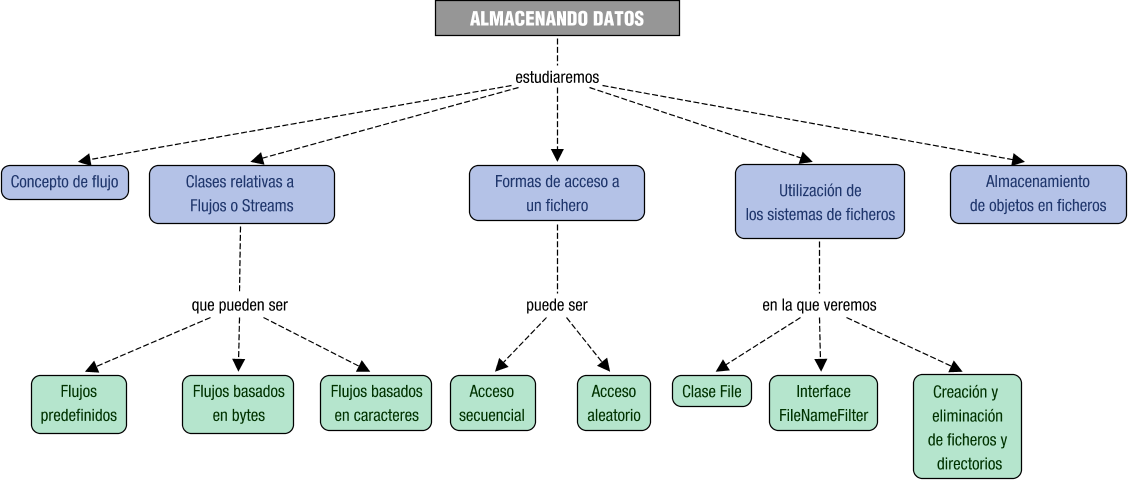 ALMACENANDO DATOS
estudiaremos
Concepto de flujo
Clases relativas a
Flujos o Streams
Formas de acceso a
un fichero
Utilización de
los sistemas de ficheros
Almacenamiento
de objetos en ficheros
que pueden ser
puede ser
en la que veremos
Flujos
predefinidos
Flujos basados
en bytes
Flujos basados
en caracteres
Acceso
secuencial
Acceso
aleatorio
Clase File
Interface
FileNameFilter
Creación y
eliminación
de ficheros y
directorios